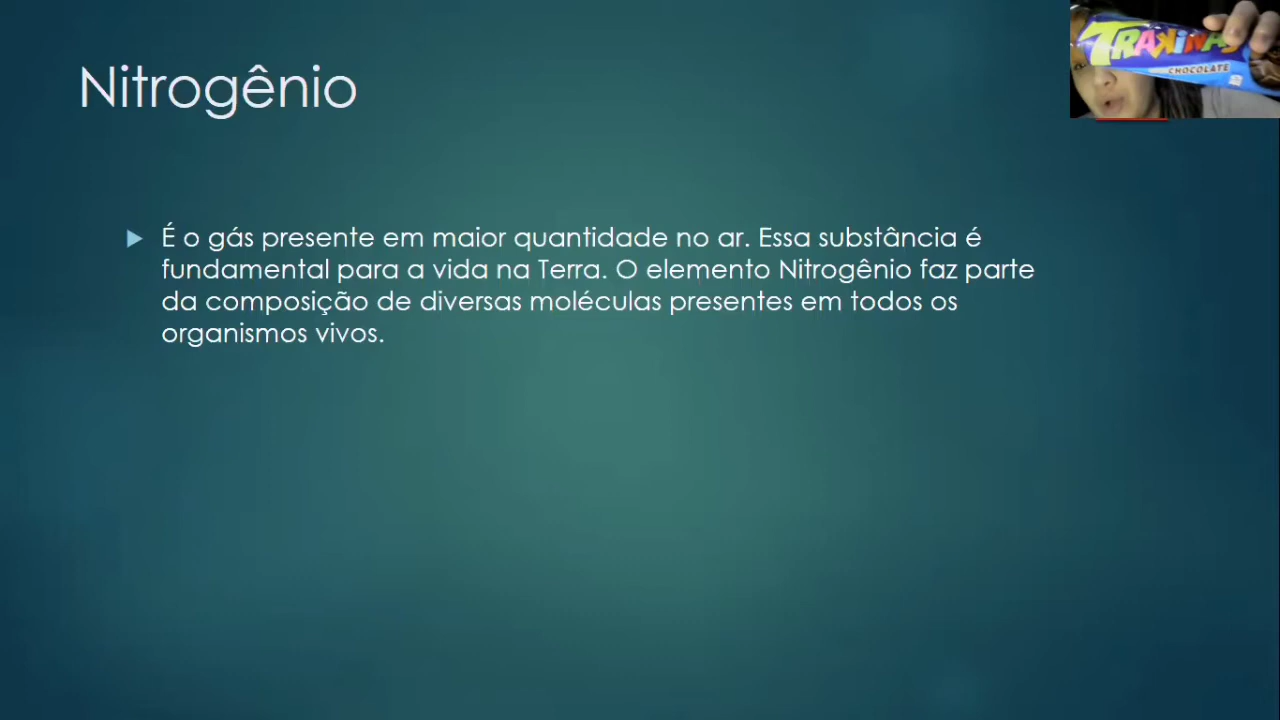 Nitrogênio
TRAKINAS
CHOCOLATE
É o gás presente em maior quantidade no ar. Essa substância é
fundamental para a vida na Terra. O elemento Nitrogênio faz parte
da composição de diversas moléculas presentes em todos os
organismos vivos.